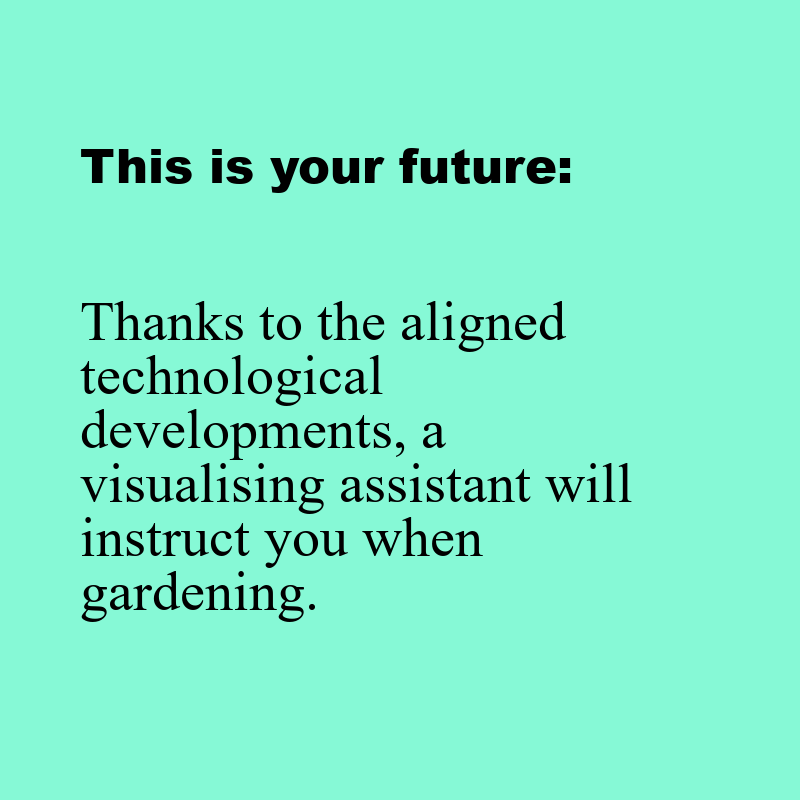 This is your future:
Thanks to the aligned
technological
developments, a
visualising assistant will
instruct you when
gardening.